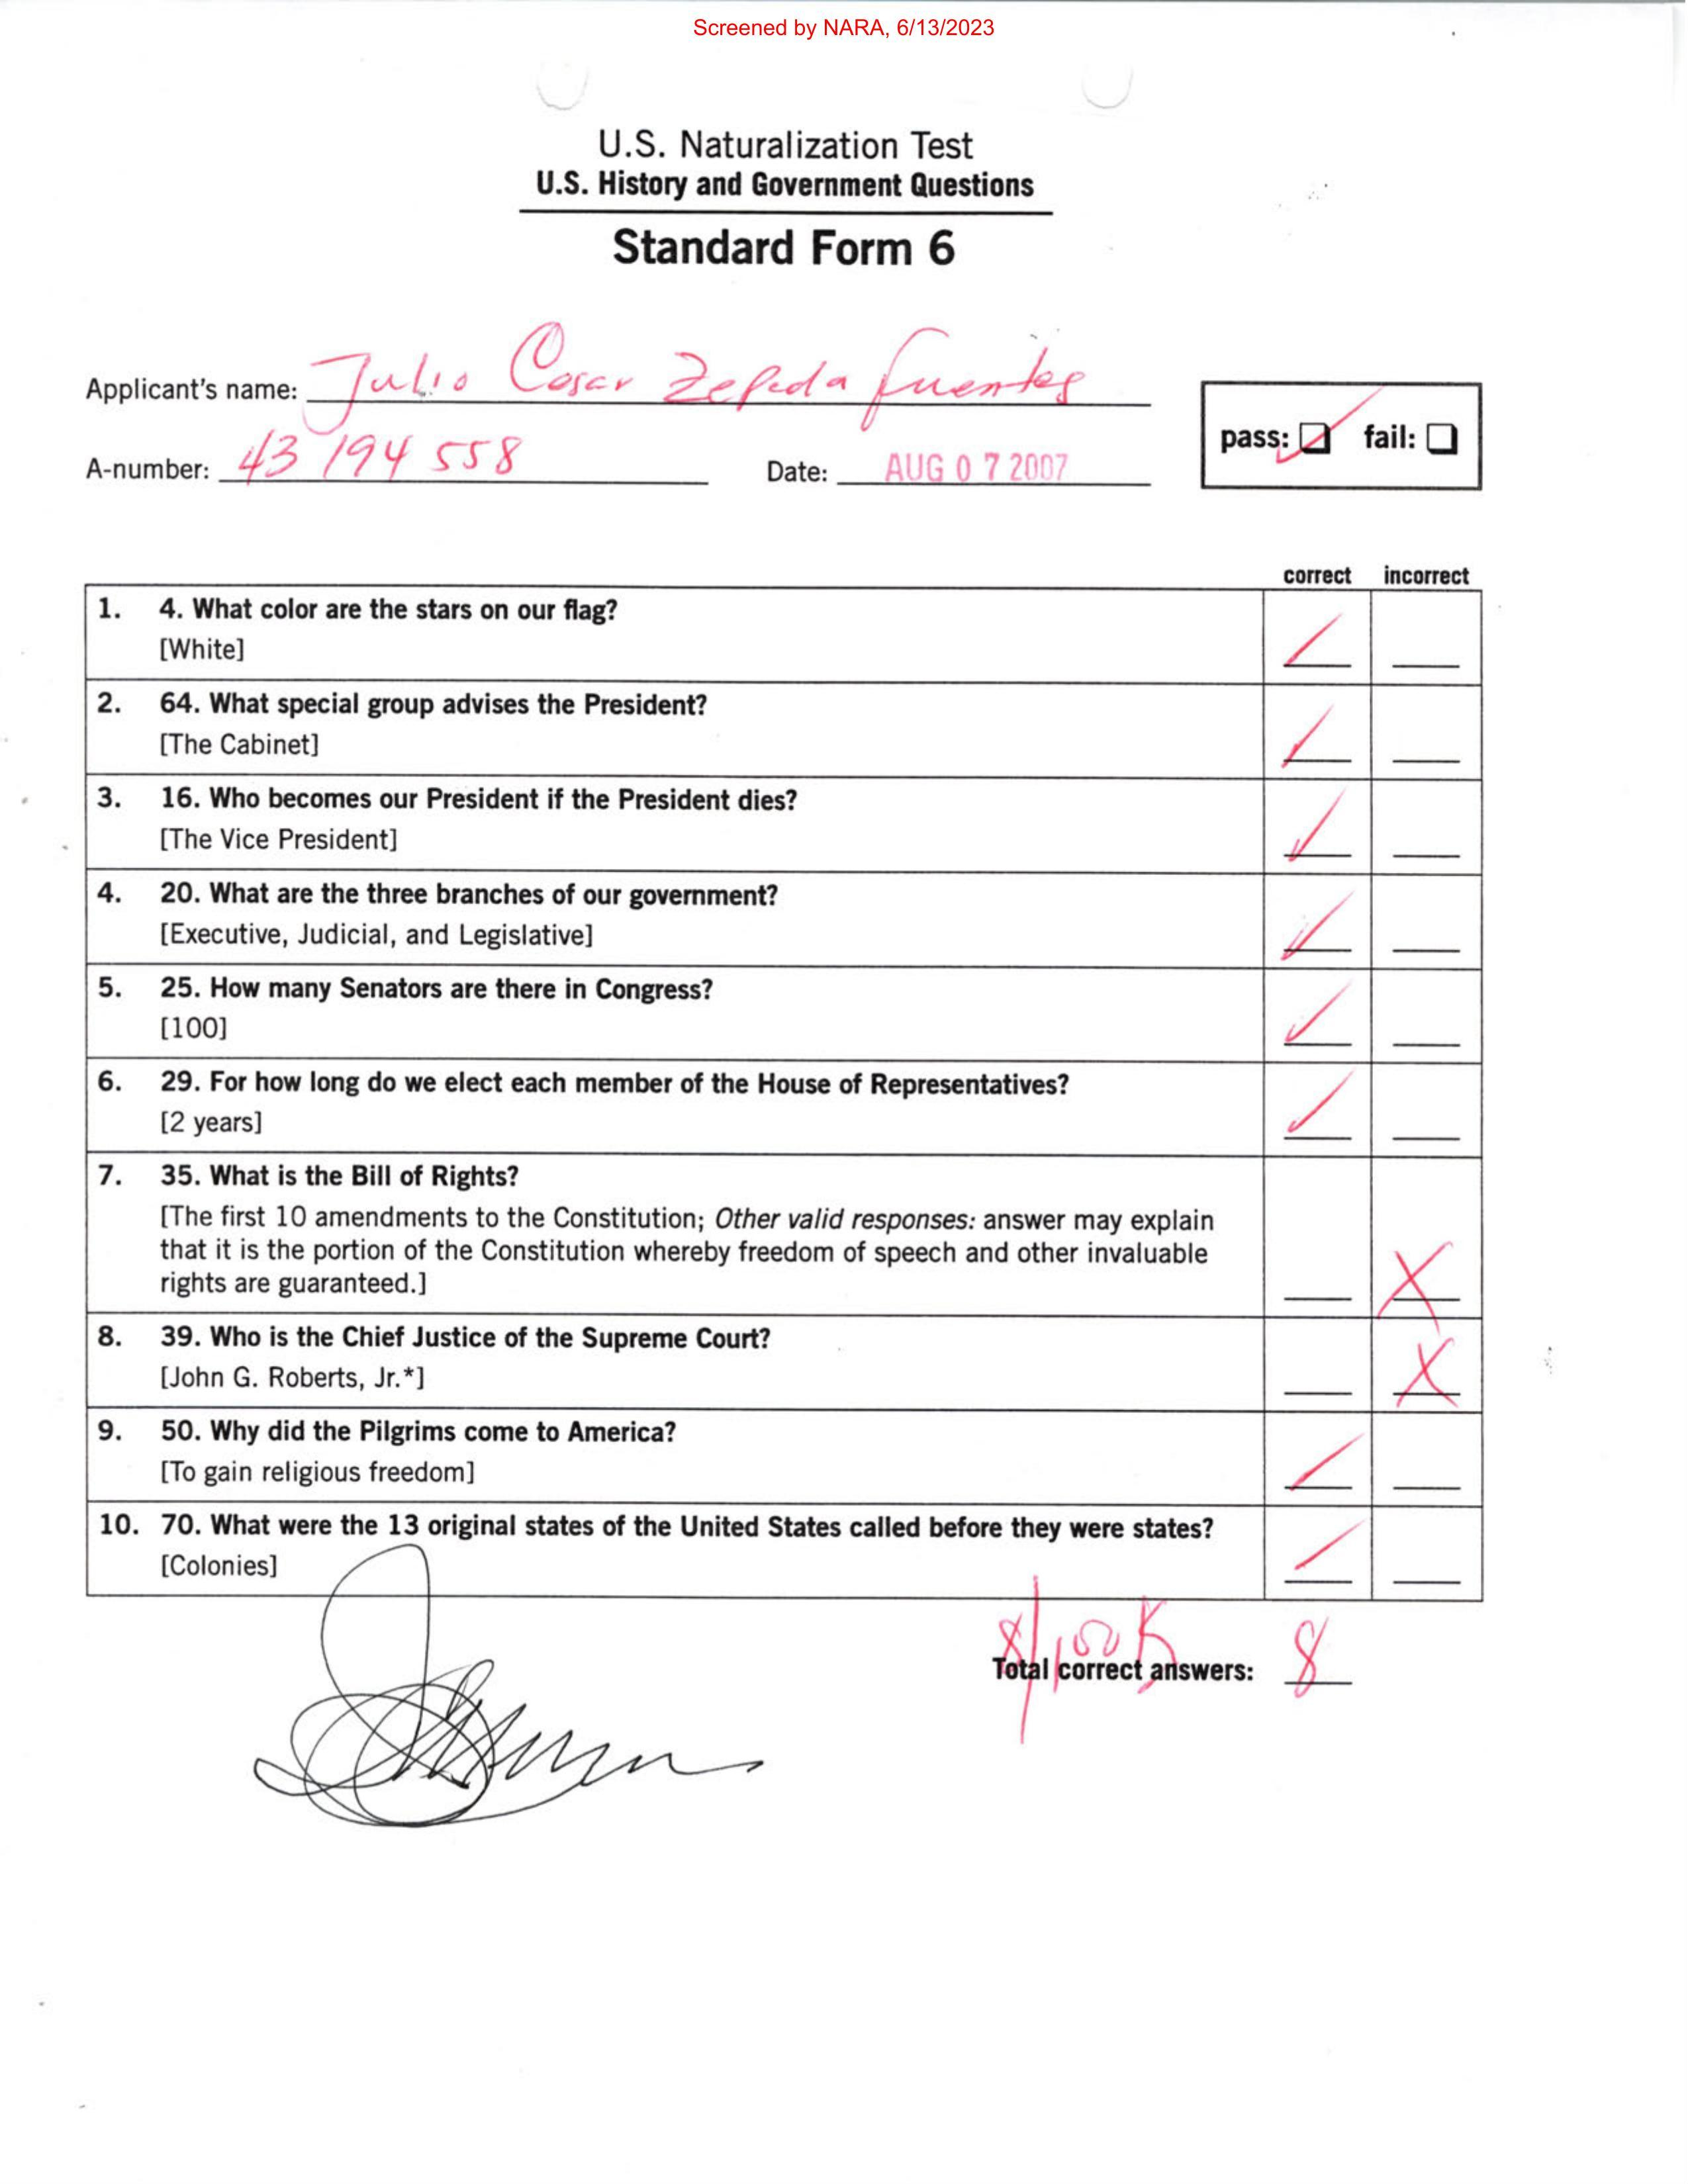 Screened by NARA, 6/13/2023
U.S. Naturalization Test
U.S. History and Government Questions
Standard Form 6
Applicant's name: Julio Cesar Zepeda Fuentes
A-number: 43 194 558 Date: AUG 07 2007
pass: ❑ fail: ❑
correct incorrect
1. 4. What color are the stars on our flag?
[White]
2. 64. What special group advises the President?
[The Cabinet]
3. 16. Who becomes our President if the President dies?
[The Vice President]
4. 20. What are the three branches of our government?
[Executive, Judicial, and Legislative]
5. 25. How many Senators are there in Congress?
[100]
6. 29. For how long do we elect each member of the House of Representatives?
[2 years]
7. 35. What is the Bill of Rights?
[The first 10 amendments to the Constitution; Other valid responses: answer may explain
that it is the portion of the Constitution whereby freedom of speech and other invaluable
rights are guaranteed.]
8. 39. Who is the Chief Justice of the Supreme Court?
[John G. Roberts, Jr.*]
9. 50. Why did the Pilgrims come to America?
[To gain religious freedom]
10. 70. What were the 13 original states of the United States called before they were states?
[Colonies]
Total correct answers: 8